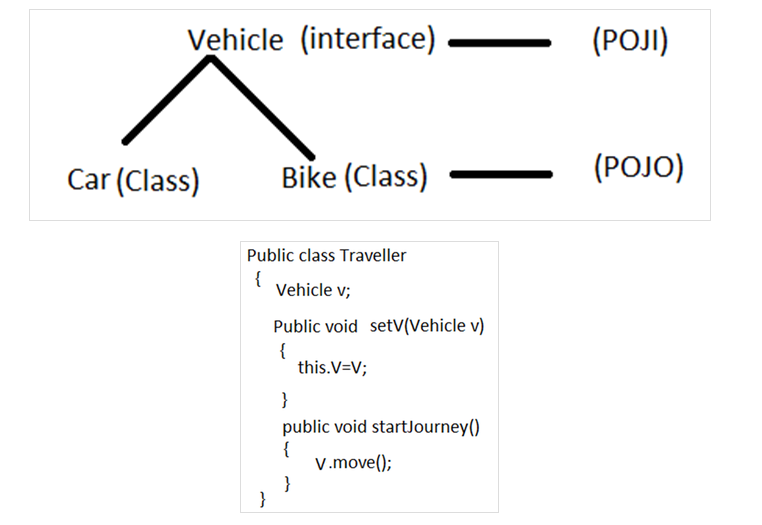 Vehicle (interface) (POJI)
Car (Class) Bike (Class) (POJO)
Public class Traveller
{
Vehicle v;
Public void setV(Vehicle v)
{
this.V=V;
}
public void startJourney()
{
V.move();
}
}